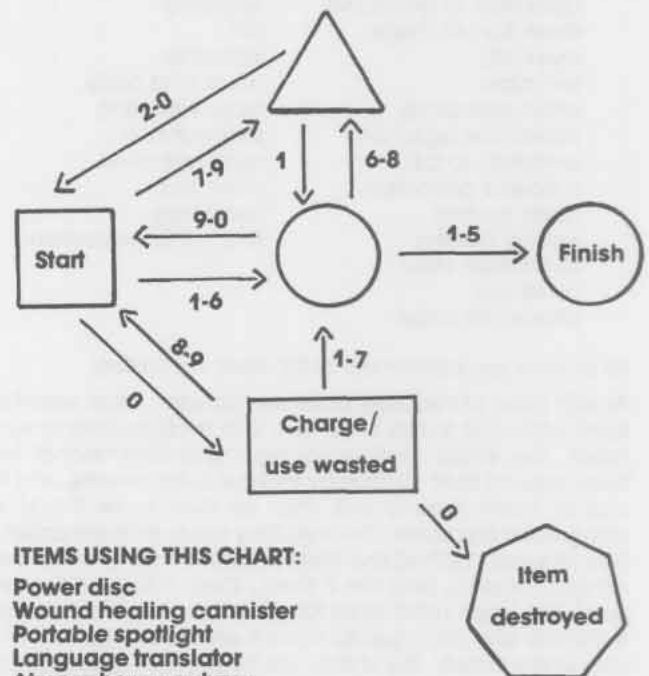 2-0
7-9
1
6-8
Start
9-0
1-6
1-5
Finish
8-9
0
1-7
Charge/
use wasted
0
ITEMS USING THIS CHART:
Power disc
Wound healing cannister
Portable spotlight
Language translator
Item
destroyed